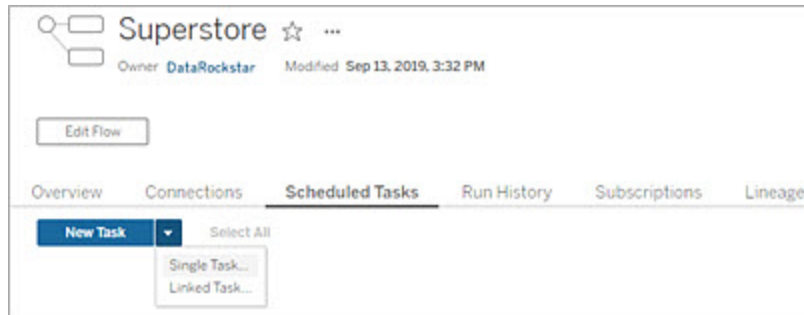 Superstore ☆ ...
Owner DataRockstar Modified Sep 13, 2019, 3:32 PM
Edit Flow
Overview Connections Scheduled Tasks Run History Subscriptions Lineage
New Task Select All
Single Task...
Linked Task...